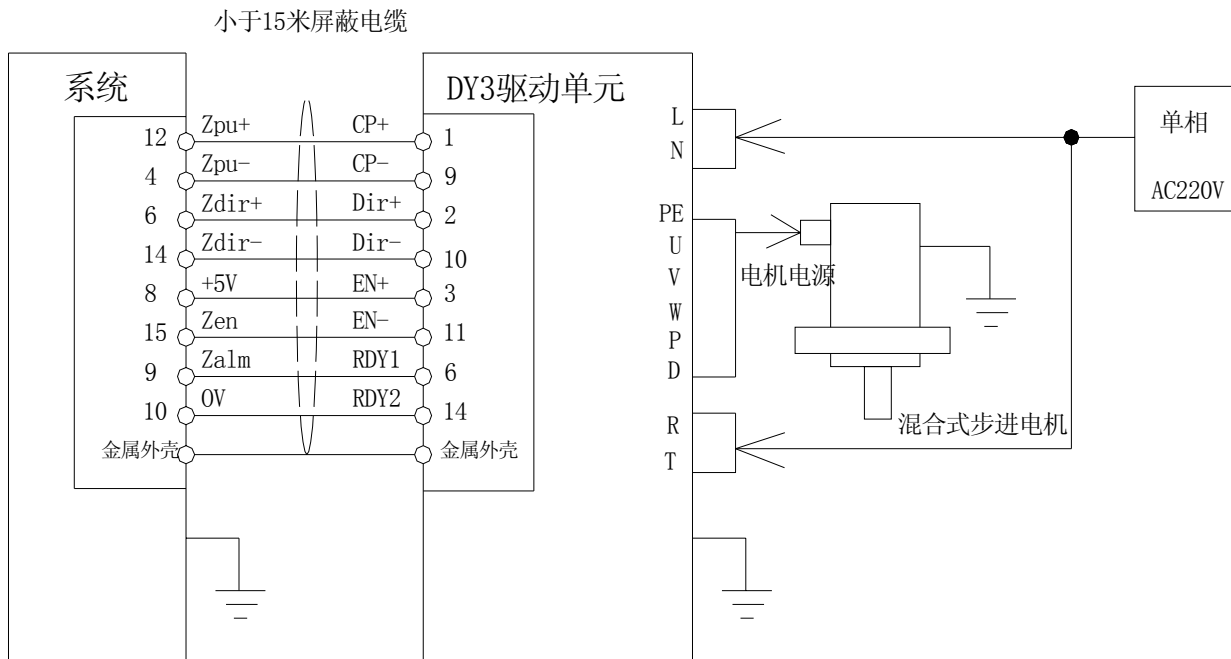 小于15米屏蔽电缆
系统
DY3驱动单元
12 Zpu+ CP+ 1
4 Zpu- CP- 9
6 Zdir+ Dir+ 2
14 Zdir- Dir- 10
8 +5V EN+ 3
15 Zen EN- 11
9 Zalm RDY1 6
10 0V RDY2 14
金属外壳 金属外壳
L
N
PE
U
V
W
P
D
R
T
电机电源
混合式步进电机
单相
AC220V